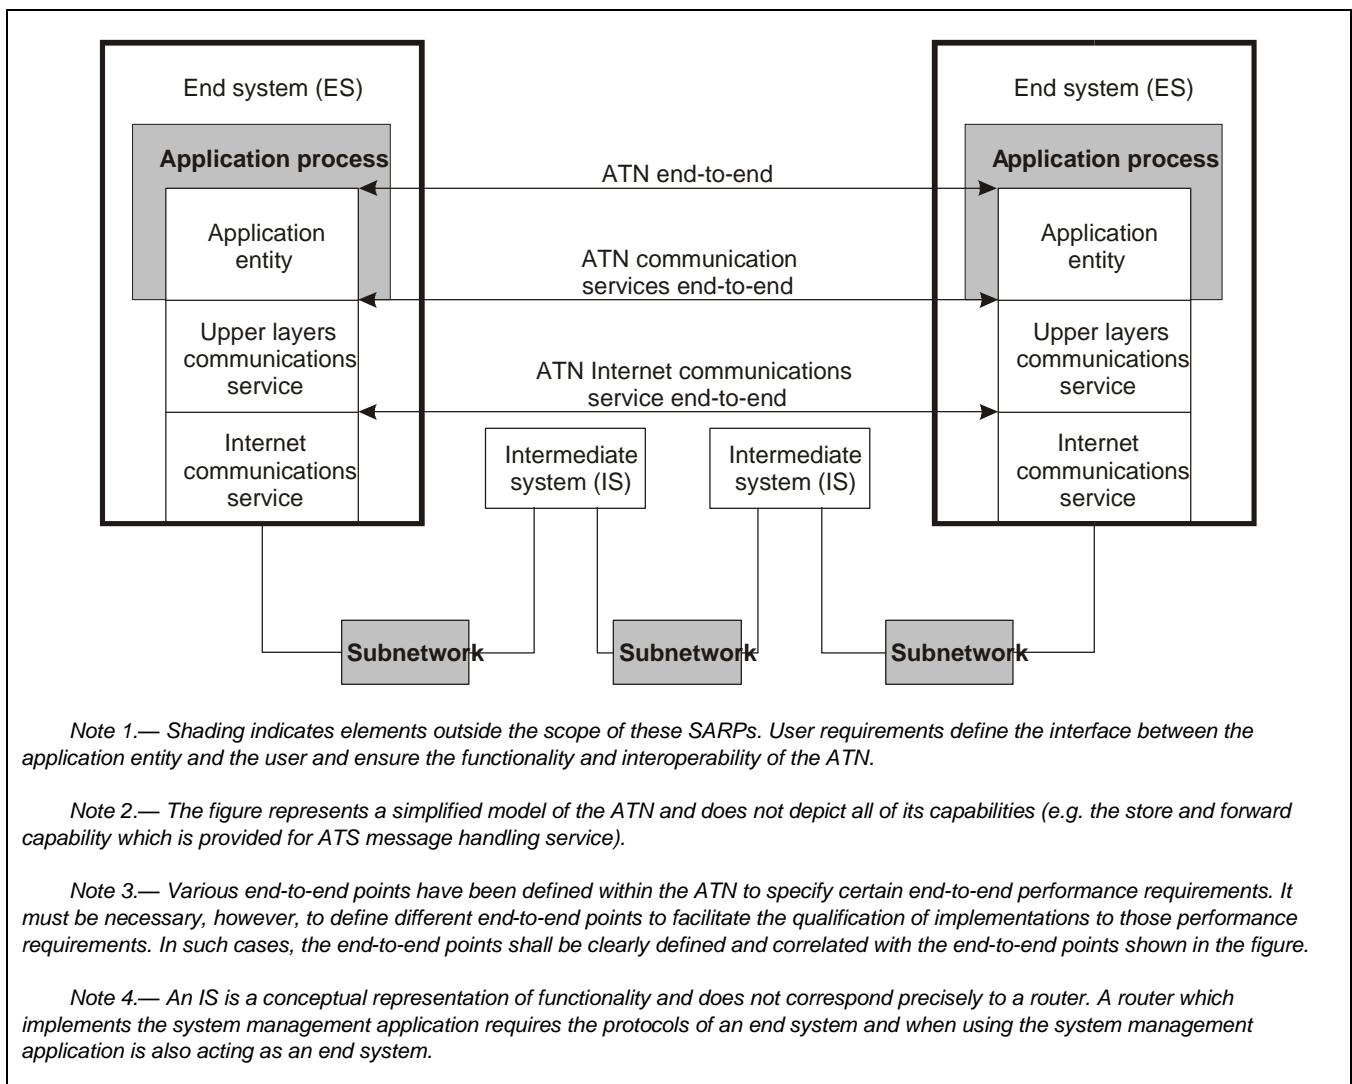 End system (ES)
End system (ES)
Application process
Application process
ATN end-to-end
Application
entity
Application
entity
ATN communication
services end-to-end
Upper layers
communications
service
Upper layers
communications
service
ATN Internet communications
service end-to-end
Internet
communications
service
Intermediate
system (IS)
Intermediate
system (IS)
Internet
communications
service
Subnetwork
Subnetwork
Subnetwork
Note 1.— Shading indicates elements outside the scope of these SARPs. User requirements define the interface between the
application entity and the user and ensure the functionality and interoperability of the ATN.
Note 2.— The figure represents a simplified model of the ATN and does not depict all of its capabilities (e.g. the store and forward
capability which is provided for ATS message handling service).
Note 3.— Various end-to-end points have been defined within the ATN to specify certain end-to-end performance requirements. It
must be necessary, however, to define different end-to-end points to facilitate the qualification of implementations to those performance
requirements. In such cases, the end-to-end points shall be clearly defined and correlated with the end-to-end points shown in the figure.
Note 4.— An IS is a conceptual representation of functionality and does not correspond precisely to a router. A router which
implements the system management application requires the protocols of an end system and when using the system management
application is also acting as an end system.